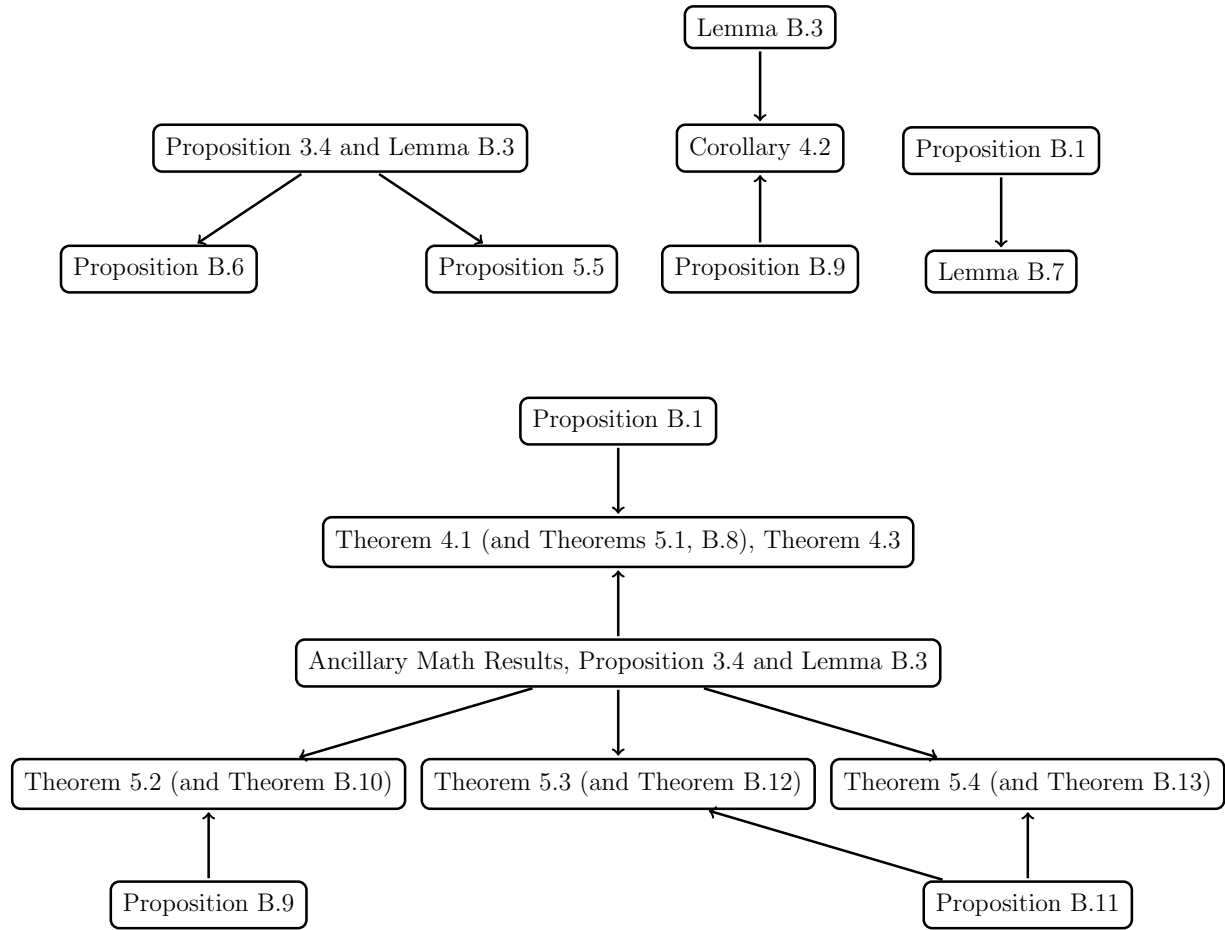 Lemma B.3
Proposition 3.4 and Lemma B.3
Corollary 4.2
Proposition B.1
Proposition B.6
Proposition 5.5
Proposition B.9
Lemma B.7
Proposition B.1
Theorem 4.1 (and Theorems 5.1, B.8), Theorem 4.3
Ancillary Math Results, Proposition 3.4 and Lemma B.3
Theorem 5.2 (and Theorem B.10)
Theorem 5.3 (and Theorem B.12)
Theorem 5.4 (and Theorem B.13)
Proposition B.9
Proposition B.11